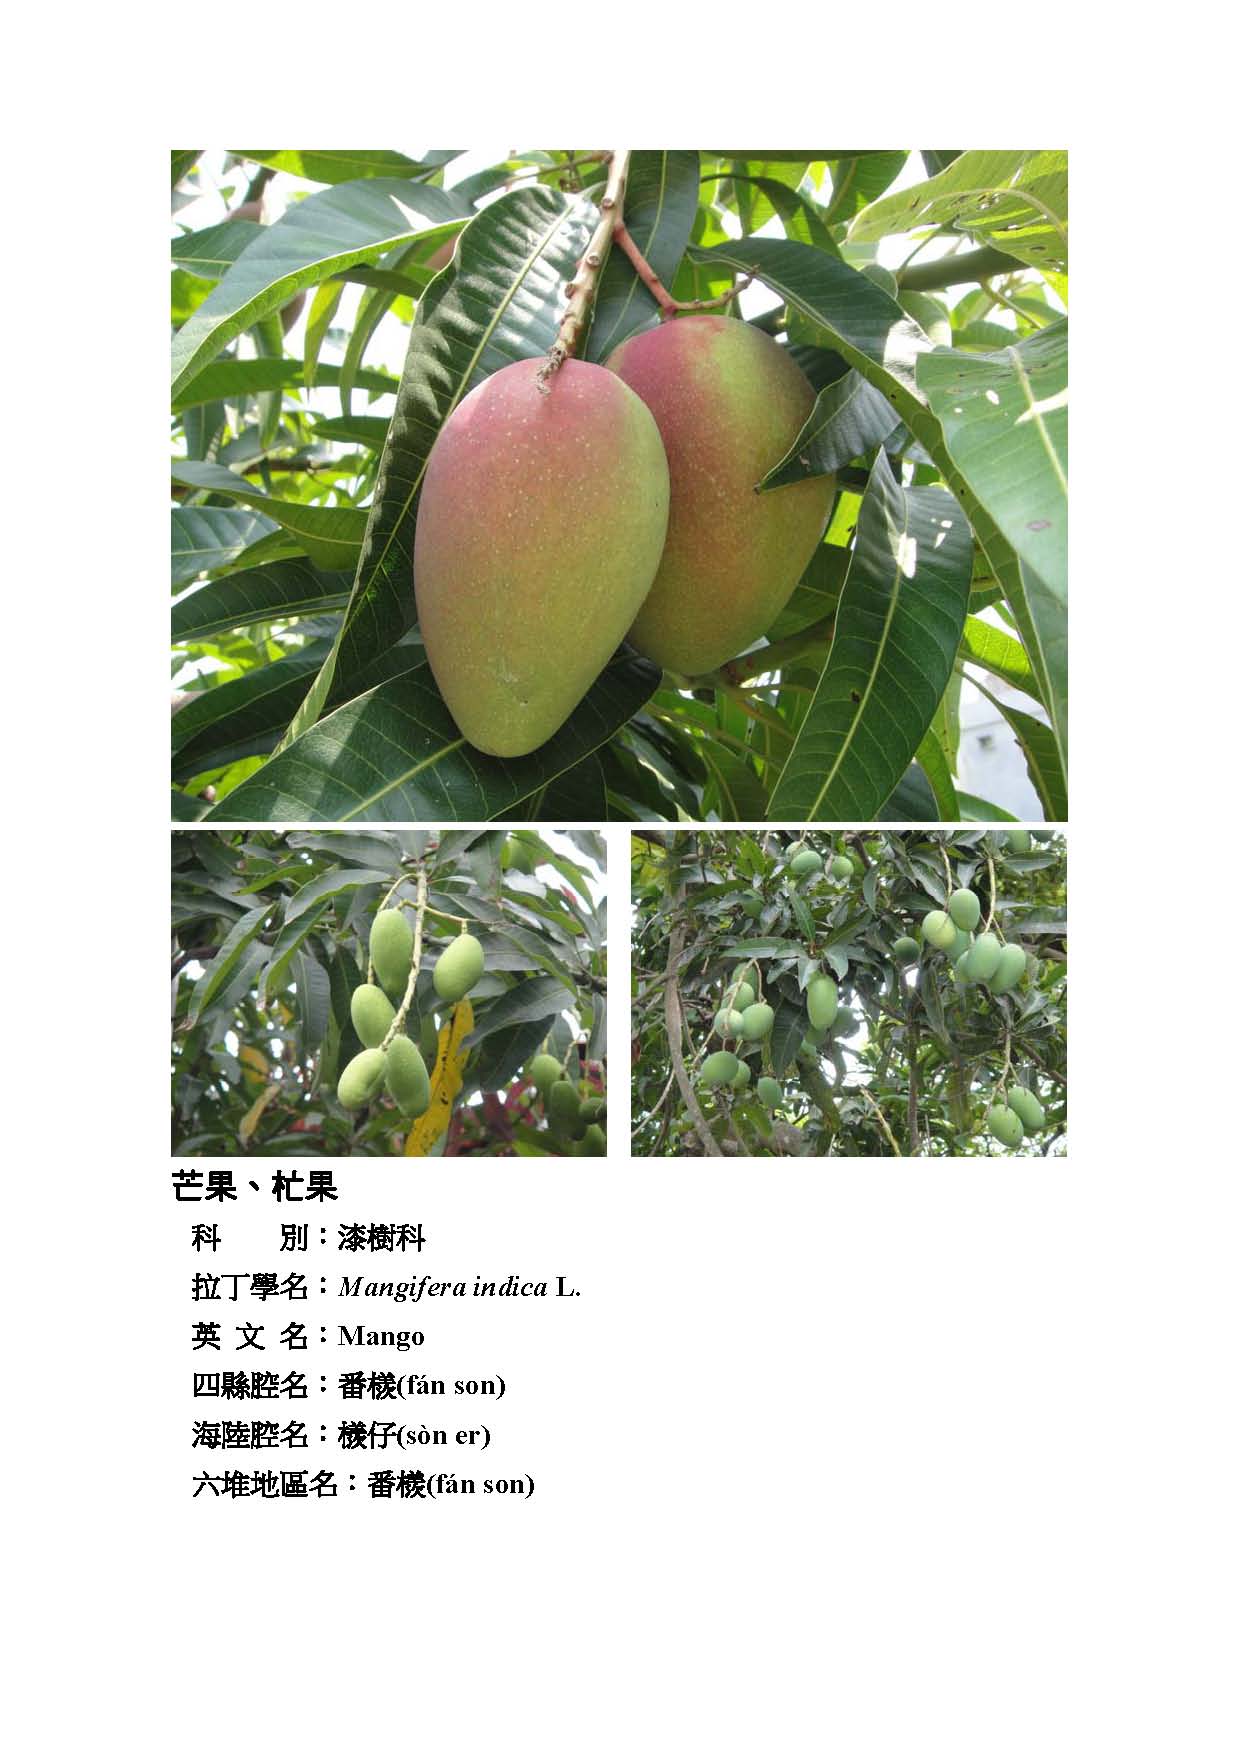 芒果、杧果
科　　別：漆樹科
拉丁學名：Mangifera indica L.
英 文 名：Mango
四縣腔名：番檨(fán son)
海陸腔名：檨仔(sòn er)
六堆地區名：番檨(fán son)